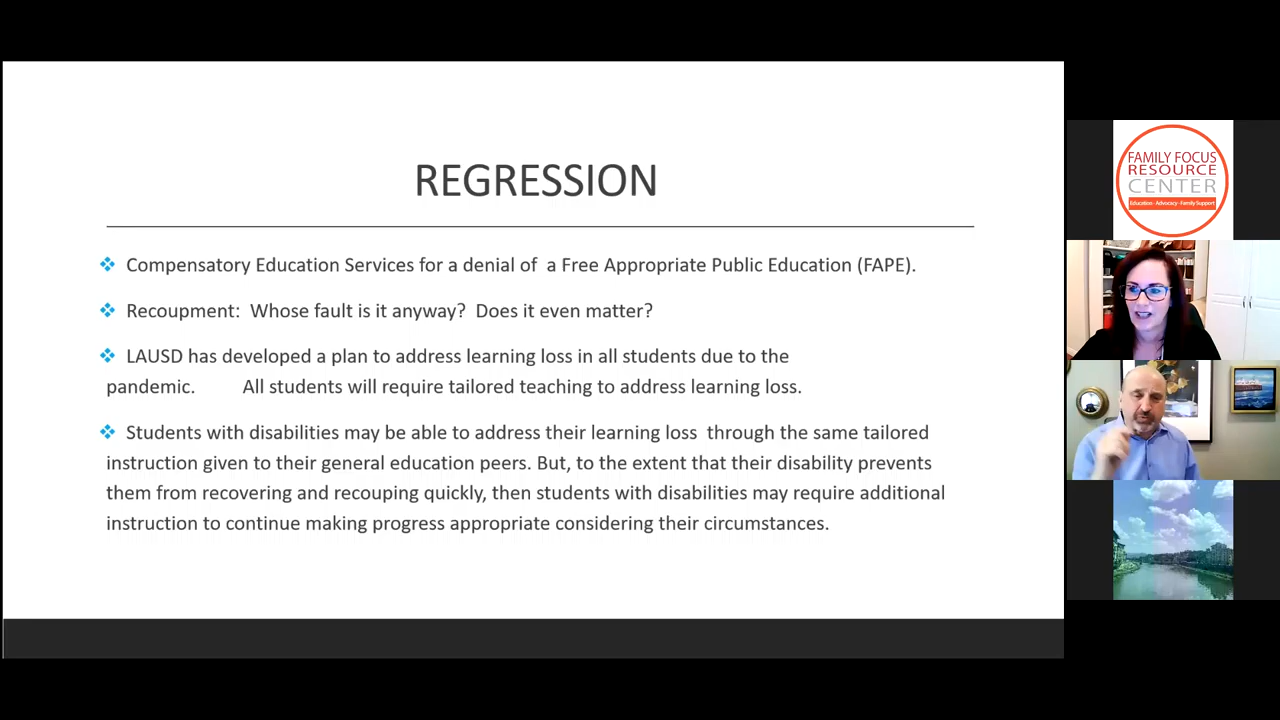 REGRESSION
Compensatory Education Services for a denial of a Free Appropriate Public Education (FAPE).
Recoupment: Whose fault is it anyway? Does it even matter?
LAUSD has developed a plan to address learning loss in all students due to the
pandemic. All students will require tailored teaching to address learning loss.
Students with disabilities may be able to address their learning loss through the same tailored
instruction given to their general education peers. But, to the extent that their disability prevents
them from recovering and recouping quickly, then students with disabilities may require additional
instruction to continue making progress appropriate considering their circumstances.
FAMILY FOCUS
RESOURCE
CENTER
Education - Advocacy - Family Support